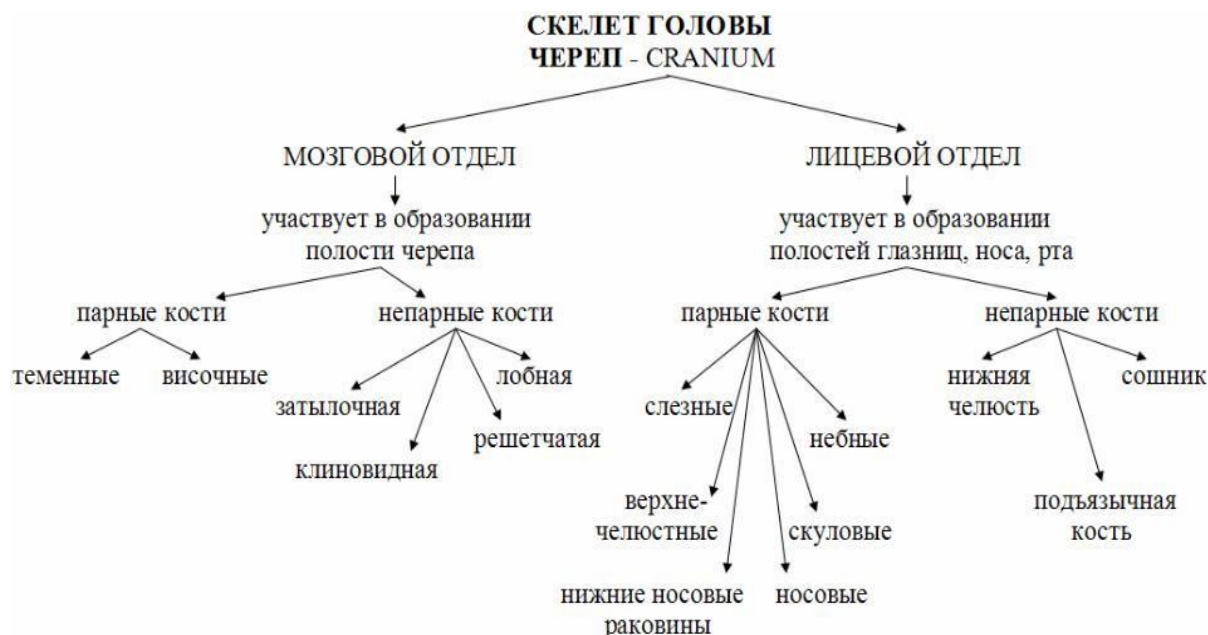 СКЕЛЕТ ГОЛОВЫ
ЧЕРЕП - CRANIUM
МОЗГОВОЙ ОТДЕЛ
участвует в образовании
полости черепа
парные кости
теменные
височные
непарные кости
затылочная
клиновидная
решетчатая
лобная
ЛИЦЕВОЙ ОТДЕЛ
участвует в образовании
полостей глазниц, носа, рта
парные кости
слезные
верхне-
челюстные
нижние носовые
раковины
носовые
скуловые
небные
непарные кости
нижняя
челюсть
подъязычная
кость
сошник